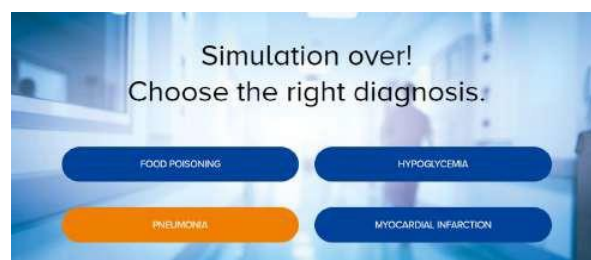 Simulation over!
Choose the right diagnosis.
FOOD POISONING
HYPOGLYCEMIA
PNEUMONIA
MYOCARDIAL INFARCTION